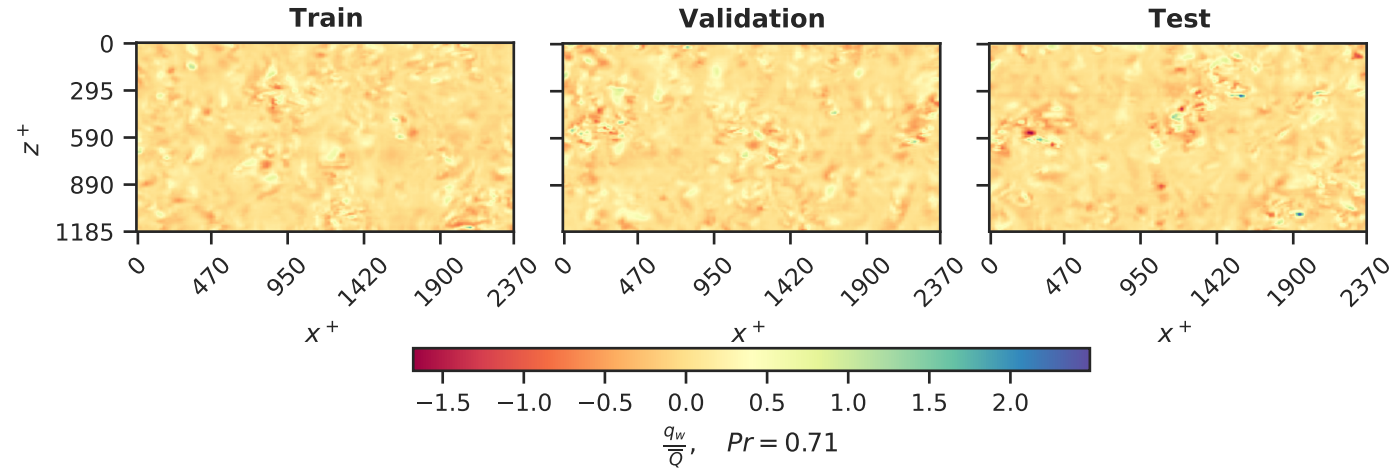 Train Validation Test
0
295
590
890
1185
z⁺
0 470 950 1420 1900 2370 0 470 950 1420 1900 2370 0 470 950 1420 1900 2370
x⁺ x⁺ x⁺
−1.5 −1.0 −0.5 0.0 0.5 1.0 1.5 2.0
q_w/Q̅, Pr = 0.71